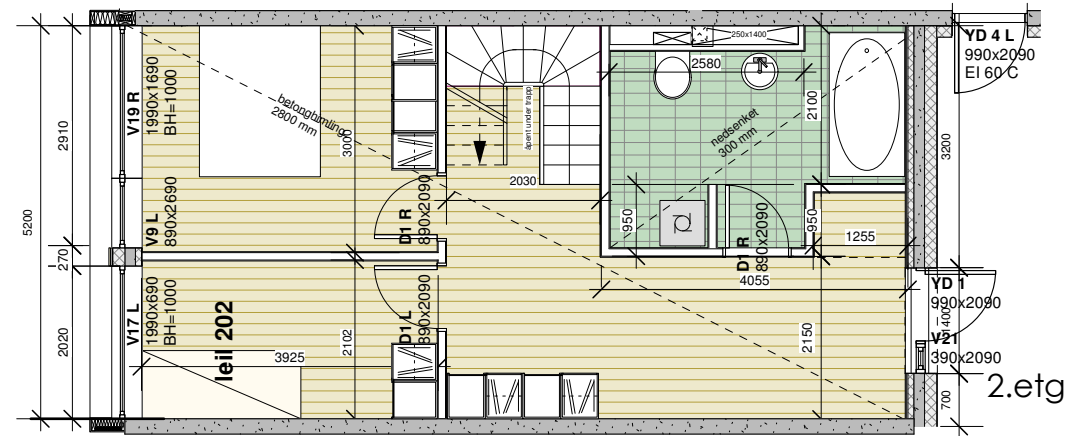 250x1400
YD 4 L
990x2090
EI 60 C
V19 R
1990x1690
BH=1000
betonghimling
2800 mm
2580
nedsenket
300 mm
2100
åpent under trapp
2910
3000
3200
2030
5200
V9 L
890x2690
D1 R
890x2090
950
D1 R
890x2090
950
1255
270
4055
V17 L
1990x690
BH=1000
leil 202
D1 L
890x2090
YD 1
990x2090
1400
V21
390x2090
2020
2102
2150
3925
2.etg
700